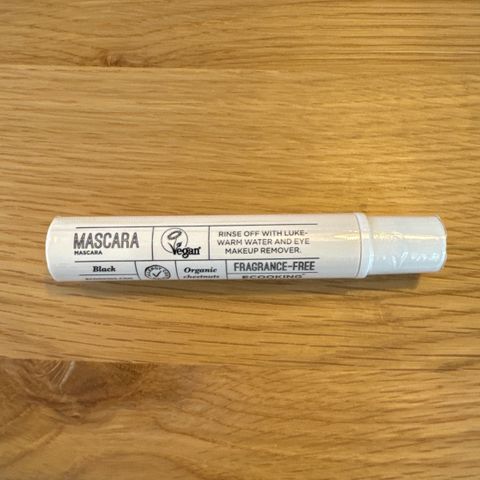 MASCARA
MASCARA
Vegan
RINSE OFF WITH LUKE-
WARM WATER AND EYE
MAKEUP REMOVER.
Black
Organic
chestnuts
FRAGRANCE-FREE
ECOOKING